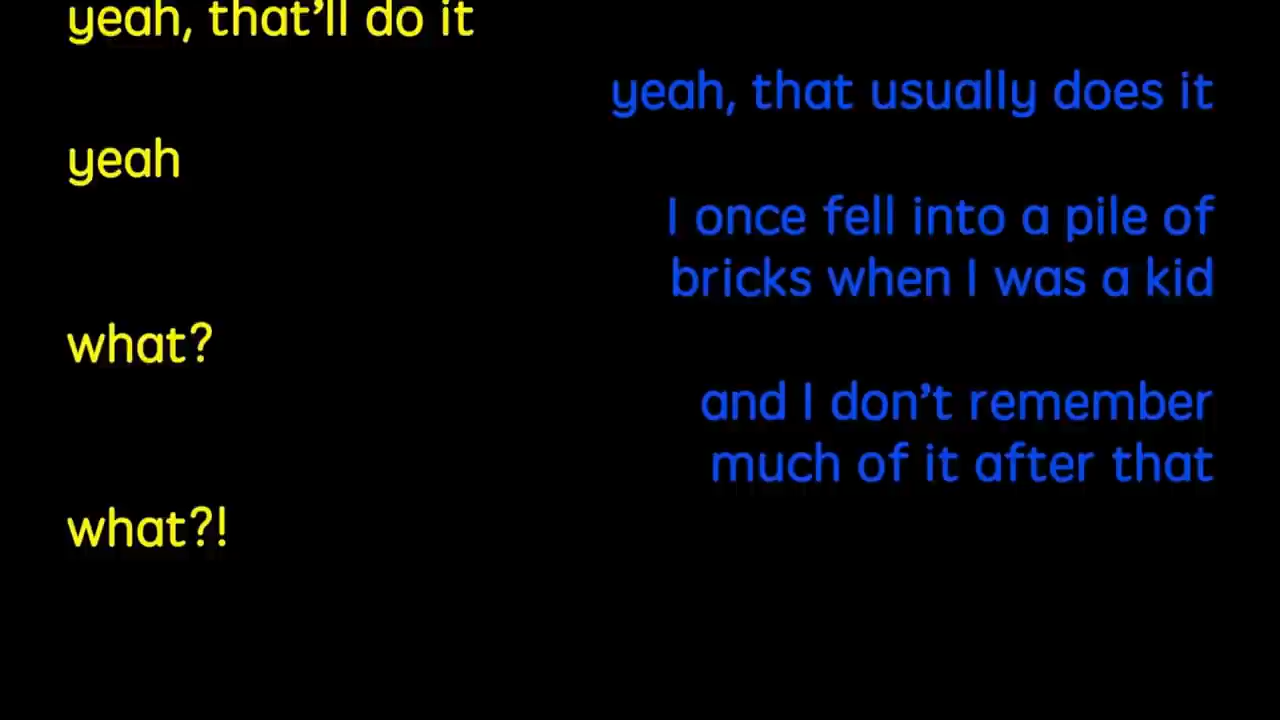 yeah, that’ll do it
yeah, that usually does it
yeah
I once fell into a pile of
bricks when I was a kid
what?
and I don’t remember
much of it after that
what?!